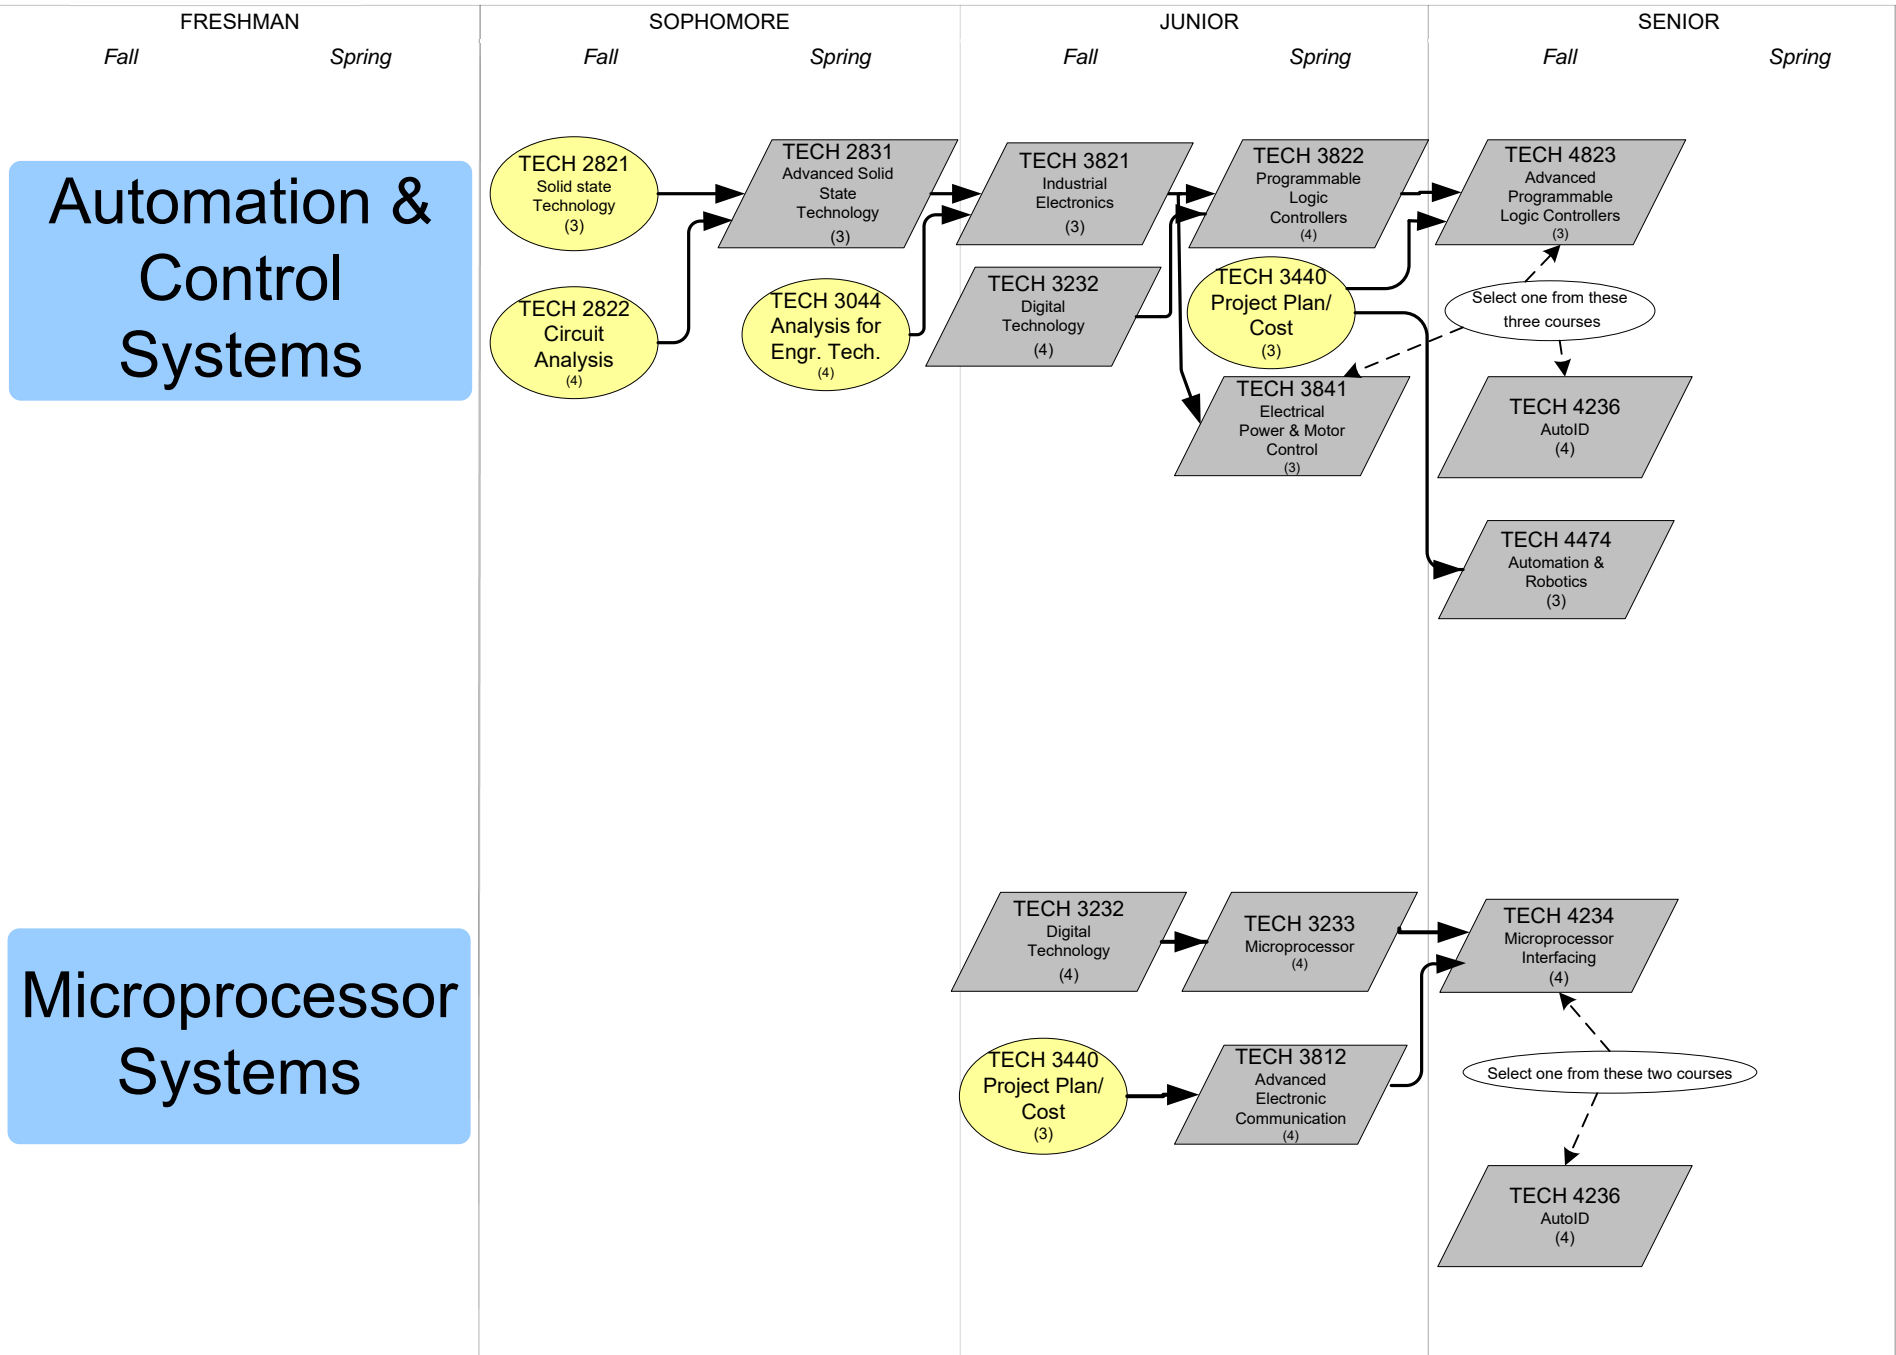 FRESHMAN
SOPHOMORE
JUNIOR
SENIOR
Fall
Spring
Fall
Spring
Fall
Spring
Fall
Spring
Automation &
Control
Systems
TECH 2821
Solid state
Technology
(3)
TECH 2822
Circuit
Analysis
(4)
TECH 2831
Advanced Solid
State
Technology
(3)
TECH 3044
Analysis for
Engr. Tech.
(4)
TECH 3821
Industrial
Electronics
(3)
TECH 3232
Digital
Technology
(4)
TECH 3822
Programmable
Logic
Controllers
(4)
TECH 3440
Project Plan/
Cost
(3)
TECH 3841
Electrical
Power & Motor
Control
(3)
TECH 4823
Advanced
Programmable
Logic Controllers
(3)
Select one from these
three courses
TECH 4236
AutoID
(4)
TECH 4474
Automation &
Robotics
(3)
Microprocessor
Systems
TECH 3232
Digital
Technology
(4)
TECH 3440
Project Plan/
Cost
(3)
TECH 3233
Microprocessor
(4)
TECH 3812
Advanced
Electronic
Communication
(4)
TECH 4234
Microprocessor
Interfacing
(4)
Select one from these two courses
TECH 4236
AutoID
(4)